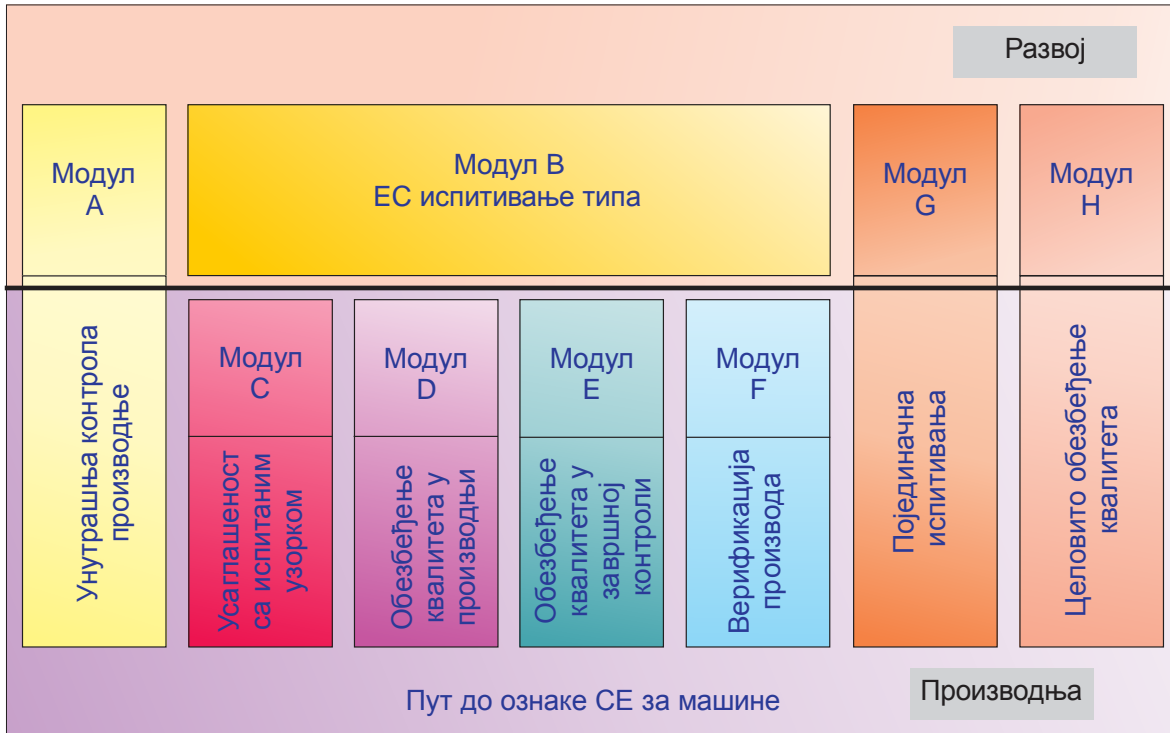 Развој
Модул
А
Модул В
ЕС испитивање типа
Модул
G
Модул
Н
Унутрашња контрола
производње
Модул
С
Усаглашеност
са испитаним
узорком
Модул
D
Обезбеђење
квалитета у
производњи
Модул
Е
Обезбеђење
квалитета у
завршној
контроли
Модул
F
Верификација
производа
Појединачна
испитивања
Целовито обезбеђење
квалитета
Производња
Пут до ознаке СЕ за машине